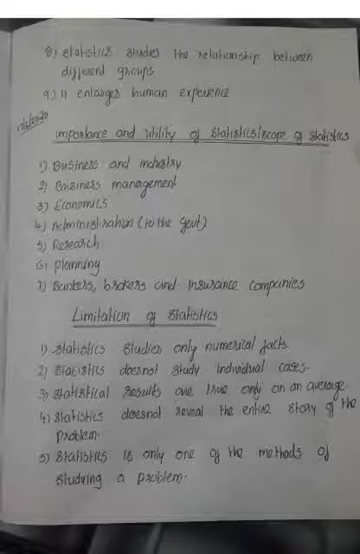 8) Statistics studies the relationship between
different groups
9) It enlarges human experience
Importance and utility of statistics/scope of statistics
1) Business and industry
2) Business management
3) Economics
4) Administration (to the govt)
5) Research
6) planning
7) Bankers, brokers and Insurance companies
Limitation of statistics
1) Statistics studies only numerical facts.
2) Statistics doesnot study individual cases.
3) Statistical results are true only on an average.
4) Statistics doesnot reveal the entire story of the
problem.
5) Statistics is only one of the methods of
studying a problem.